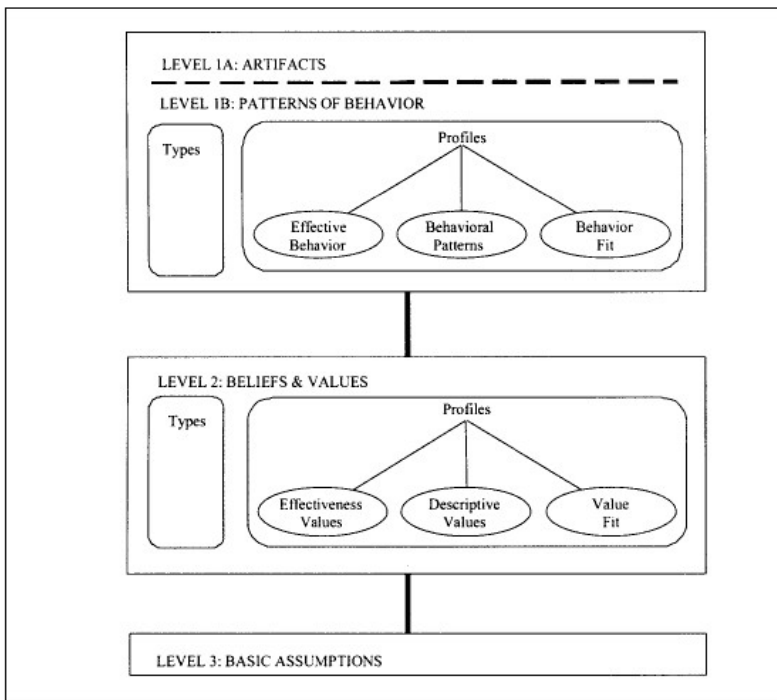 LEVEL 1A: ARTIFACTS
LEVEL 1B: PATTERNS OF BEHAVIOR
Types
Profiles
Effective
Behavior
Behavioral
Patterns
Behavior
Fit
LEVEL 2: BELIEFS & VALUES
Types
Profiles
Effectiveness
Values
Descriptive
Values
Value
Fit
LEVEL 3: BASIC ASSUMPTIONS